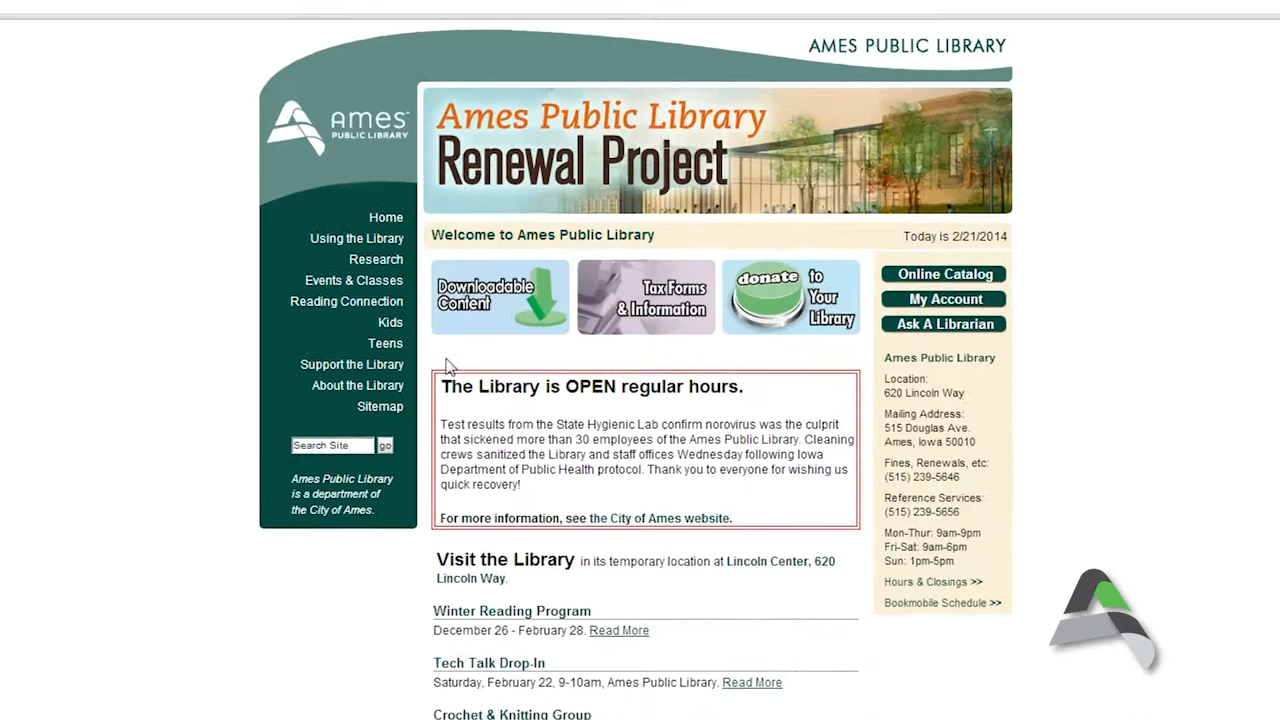 AMES PUBLIC LIBRARY
AMES
PUBLIC LIBRARY
Ames Public Library
Renewal Project
Home
Using the Library
Research
Events & Classes
Reading Connection
Kids
Teens
Support the Library
About the Library
Sitemap
Search Site go
Ames Public Library
is a department of
the City of Ames.
Welcome to Ames Public Library
Today is 2/21/2014
Downloadable
Content
Tax Forms
& Information
donate to
Your
Library
The Library is OPEN regular hours.
Test results from the State Hygienic Lab confirm norovirus was the culprit
that sickened more than 30 employees of the Ames Public Library. Cleaning
crews sanitized the Library and staff offices Wednesday following Iowa
Department of Public Health protocol. Thank you to everyone for wishing us
quick recovery!
For more information, see the City of Ames website.
Visit the Library in its temporary location at Lincoln Center, 620
Lincoln Way.
Winter Reading Program
December 26 - February 28. Read More
Tech Talk Drop-In
Saturday, February 22, 9-10am, Ames Public Library. Read More
Crochet & Knitting Group
Online Catalog
My Account
Ask A Librarian
Ames Public Library
Location:
620 Lincoln Way
Mailing Address:
515 Douglas Ave.
Ames, Iowa 50010
Fines, Renewals, etc:
(515) 239-5646
Reference Services:
(515) 239-5656
Mon-Thur: 9am-9pm
Fri-Sat: 9am-6pm
Sun: 1pm-5pm
Hours & Closings >>
Bookmobile Schedule >>